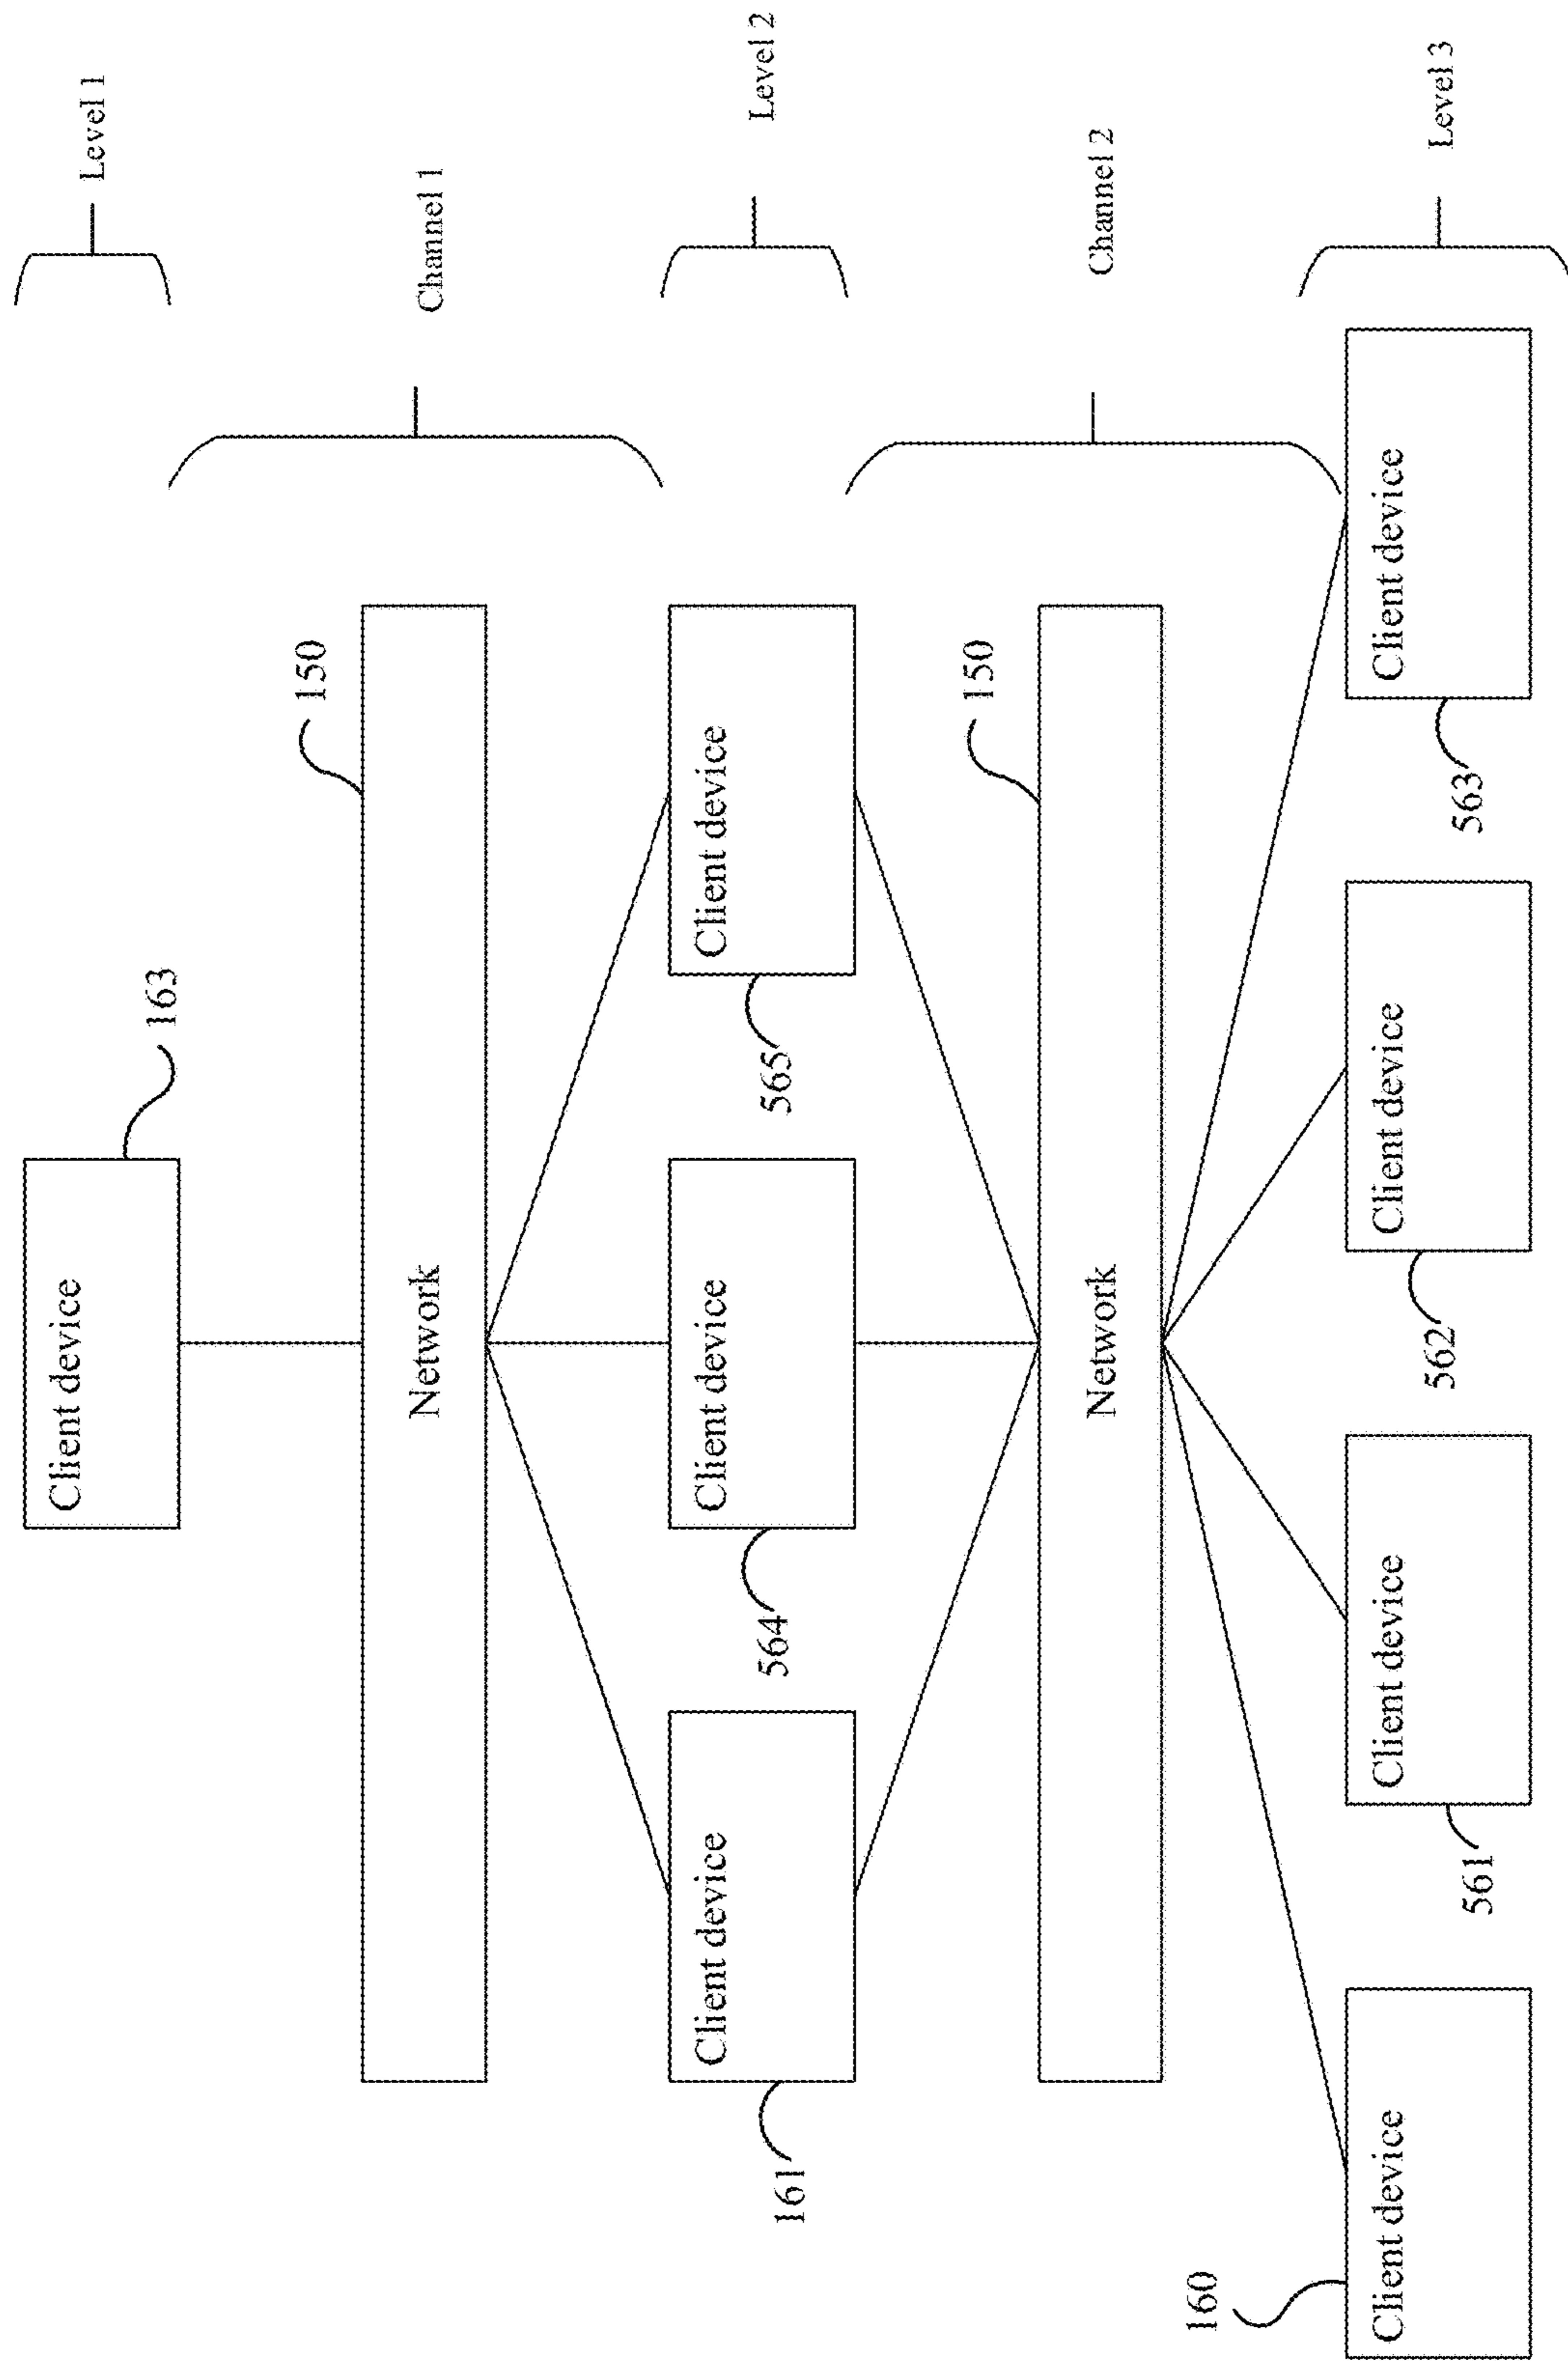 Client device
163
Level 1
150
Network
Channel 1
161
Client device
564
Client device
565
Client device
Level 2
150
Network
Channel 2
160
Client device
561
Client device
562
Client device
563
Client device
Level 3